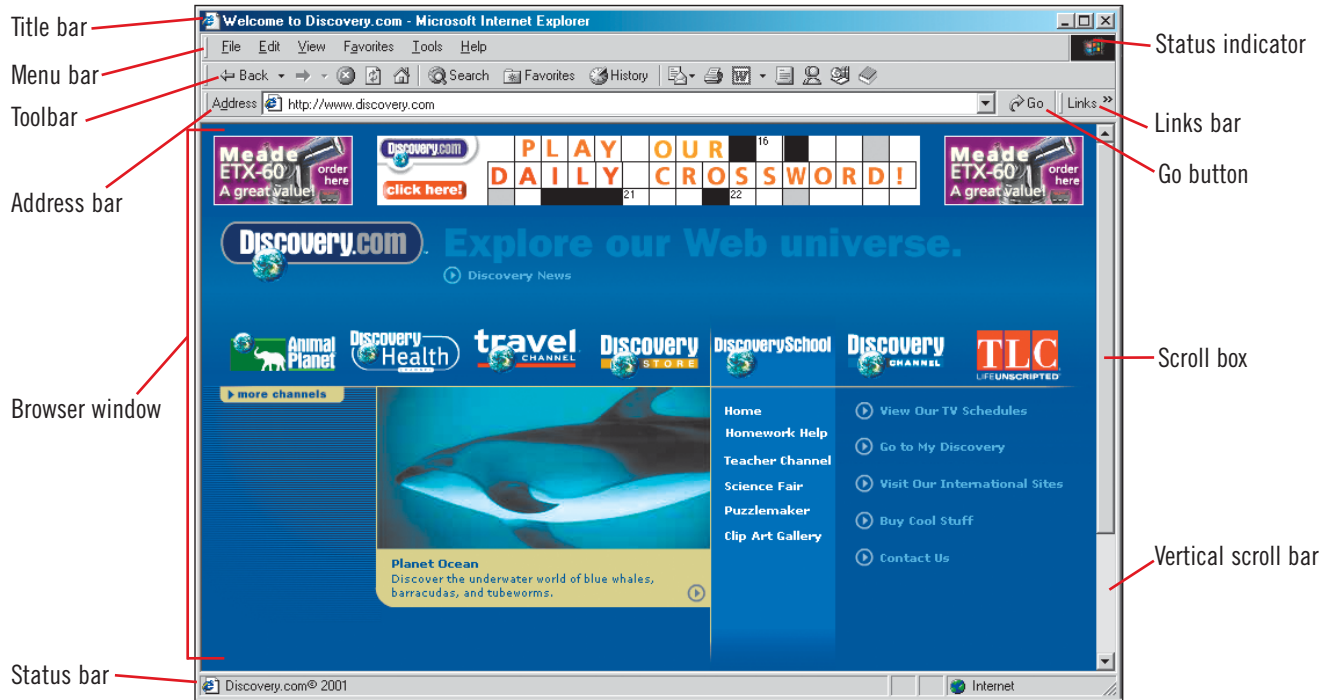 Title bar
Menu bar
Toolbar
Address bar
Browser window
Status bar
Welcome to Discovery.com - Microsoft Internet Explorer
File Edit View Favorites Tools Help
Back Search Favorites History
Address http://www.discovery.com Go Links »
Meade
ETX-60
order
here
A great value!
Discovery.com
click here!
PLAY OUR 16
DAILY CROSSWORD!
21 22
Meade
ETX-60
order
here
A great value!
Discovery.com
Explore our Web universe.
Discovery News
Animal
Planet
Discovery
Health
CHANNEL
travel
CHANNEL
Discovery
STORE
DiscoverySchool
Discovery
CHANNEL
TLC
LIFEUNSCRIPTED
more channels
Planet Ocean
Discover the underwater world of blue whales,
barracudas, and tubeworms.
Home
Homework Help
Teacher Channel
Science Fair
Puzzlemaker
Clip Art Gallery
View Our TV Schedules
Go to My Discovery
Visit Our International Sites
Buy Cool Stuff
Contact Us
Discovery.com© 2001 Internet
Status indicator
Links bar
Go button
Scroll box
Vertical scroll bar